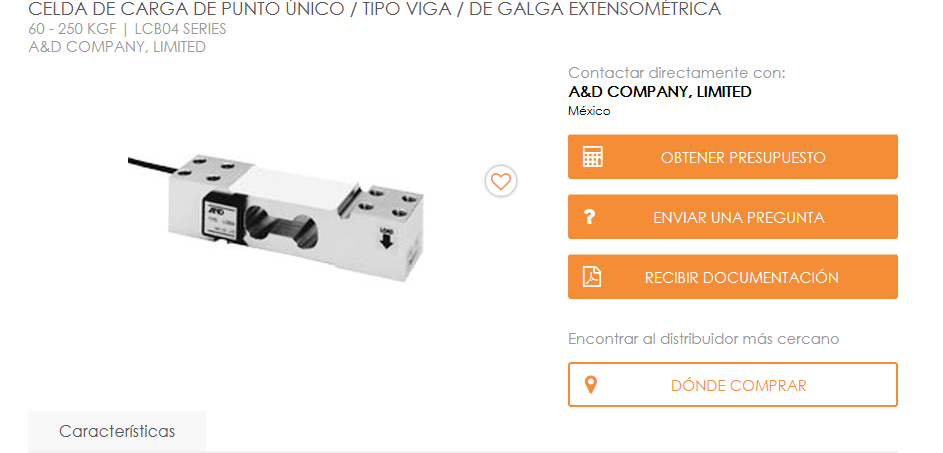 CELDA DE CARGA DE PUNTO ÚNICO / TIPO VIGA / DE GALGA EXTENSOMÉTRICA
60 - 250 KGF | LCB04 SERIES
A&D COMPANY, LIMITED
Contactar directamente con:
A&D COMPANY, LIMITED
México
OBTENER PRESUPUESTO
? ENVIAR UNA PREGUNTA
RECIBIR DOCUMENTACIÓN
Encontrar al distribuidor más cercano
DÓNDE COMPRAR
AND
LOAD
Características